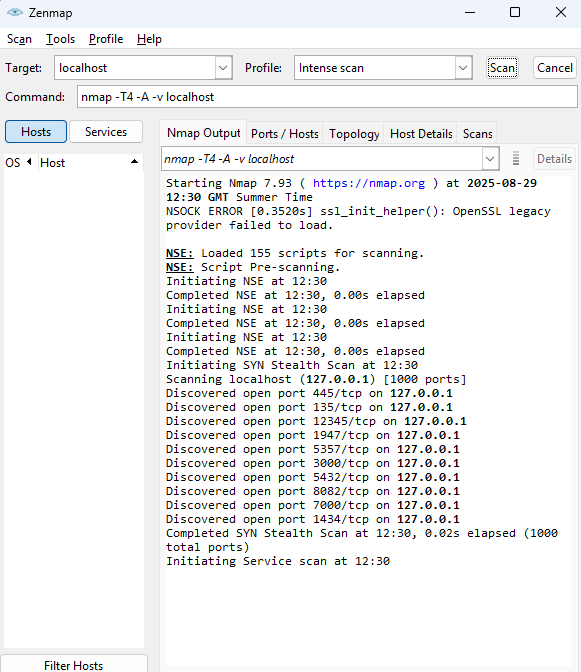 Zenmap
Scan Tools Profile Help
Target: localhost Profile: Intense scan Scan Cancel
Command: nmap -T4 -A -v localhost
Hosts Services Nmap Output Ports / Hosts Topology Host Details Scans
OS Host nmap -T4 -A -v localhost Details
Starting Nmap 7.93 ( https://nmap.org ) at 2025-08-29
12:30 GMT Summer Time
NSOCK ERROR [0.3520s] ssl_init_helper(): OpenSSL legacy
provider failed to load.
NSE: Loaded 155 scripts for scanning.
NSE: Script Pre-scanning.
Initiating NSE at 12:30
Completed NSE at 12:30, 0.00s elapsed
Initiating NSE at 12:30
Completed NSE at 12:30, 0.00s elapsed
Initiating NSE at 12:30
Completed NSE at 12:30, 0.00s elapsed
Initiating SYN Stealth Scan at 12:30
Scanning localhost (127.0.0.1) [1000 ports]
Discovered open port 445/tcp on 127.0.0.1
Discovered open port 135/tcp on 127.0.0.1
Discovered open port 12345/tcp on 127.0.0.1
Discovered open port 1947/tcp on 127.0.0.1
Discovered open port 5357/tcp on 127.0.0.1
Discovered open port 3000/tcp on 127.0.0.1
Discovered open port 5432/tcp on 127.0.0.1
Discovered open port 8082/tcp on 127.0.0.1
Discovered open port 7000/tcp on 127.0.0.1
Discovered open port 1434/tcp on 127.0.0.1
Completed SYN Stealth Scan at 12:30, 0.02s elapsed (1000
total ports)
Initiating Service scan at 12:30
Filter Hosts